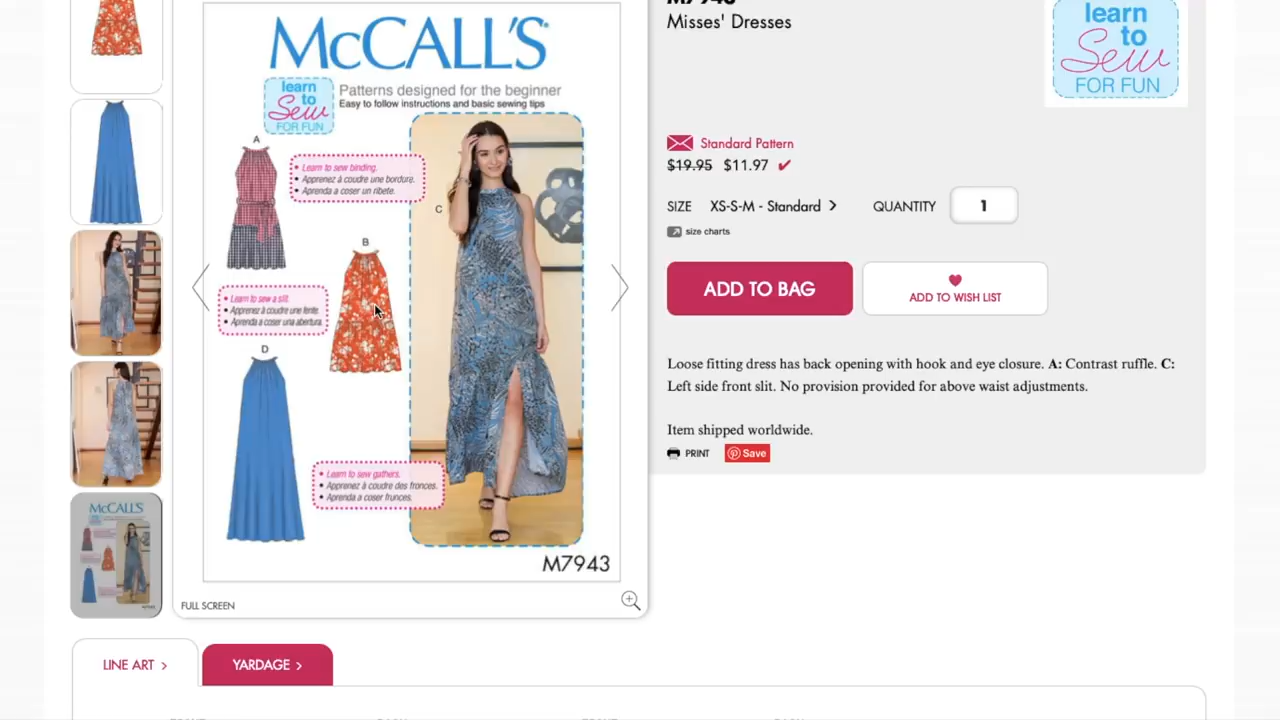 M7943
Misses' Dresses
learn
to
Sew
FOR FUN
McCALL'S
learn
to
Sew
FOR FUN
Patterns designed for the beginner
Easy to follow instructions and basic sewing tips
A
• Learn to sew binding.
• Apprenez à coudre une bordure.
• Aprenda a coser un ribete.
C
B
• Learn to sew a slit.
• Apprenez à coudre une fente.
• Aprenda a coser una abertura.
D
• Learn to sew gathers.
• Apprenez à coudre des fronces.
• Aprenda a coser frunces.
M7943
FULL SCREEN
Standard Pattern
$19.95 $11.97
SIZE XS-S-M - Standard > QUANTITY 1
size charts
ADD TO BAG
ADD TO WISH LIST
Loose fitting dress has back opening with hook and eye closure. A: Contrast ruffle. C:
Left side front slit. No provision provided for above waist adjustments.
Item shipped worldwide.
PRINT Save
McCALL'S
LINE ART > YARDAGE >